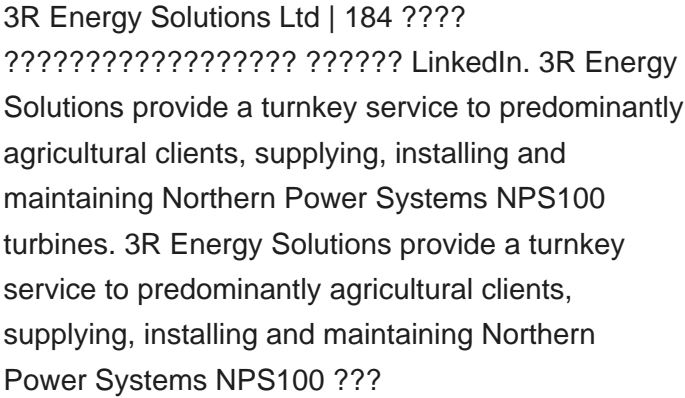 3R Energy Solutions Ltd | 184 ????
?????????????????? ?????? LinkedIn. 3R Energy
Solutions provide a turnkey service to predominantly
agricultural clients, supplying, installing and
maintaining Northern Power Systems NPS100
turbines. 3R Energy Solutions provide a turnkey
service to predominantly agricultural clients,
supplying, installing and maintaining Northern
Power Systems NPS100 ???